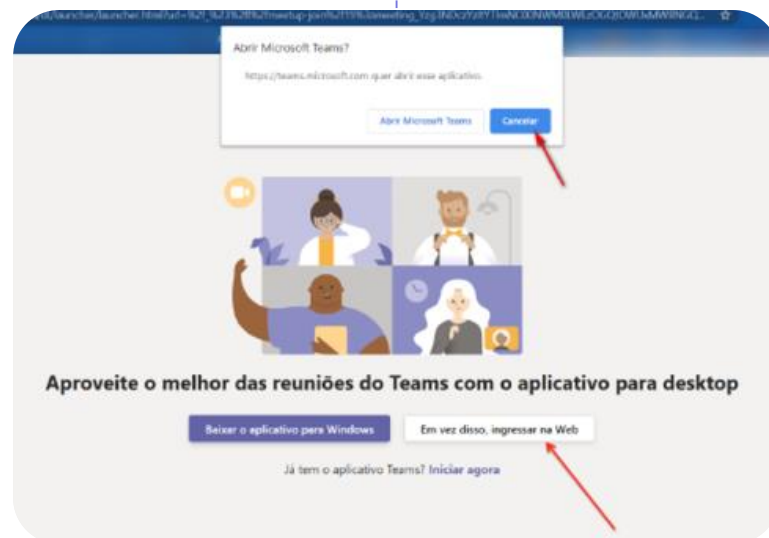 Abrir Microsoft Teams?
https://teams.microsoft.com quer abrir esse aplicativo.
Abrir Microsoft Teams
Cancelar
Aproveite o melhor das reuniões do Teams com o aplicativo para desktop
Baixar o aplicativo para Windows
Em vez disso, ingressar na Web
Já tem o aplicativo Teams? Iniciar agora